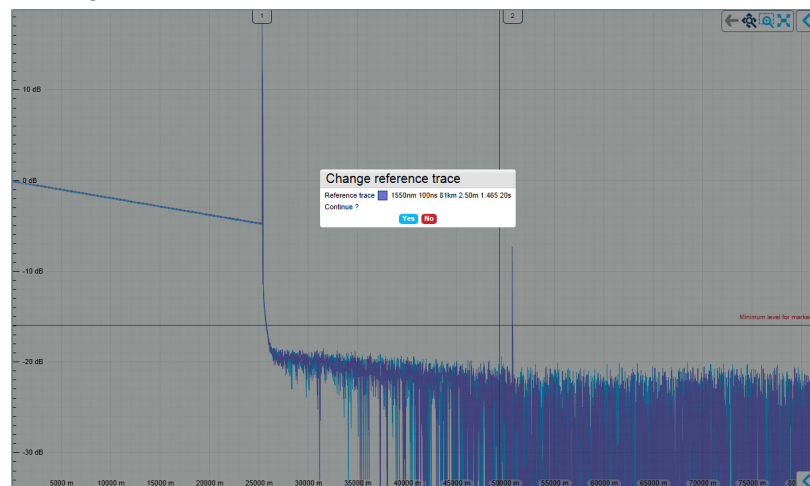 1
2
10 dB
0 dB
Change reference trace
Reference trace 1550nm 100ns 81km 2.50m 1.465 20s
Continue ?
Yes No
-10 dB
Minimum level for marker
-20 dB
-30 dB
5000 m 10000 m 15000 m 20000 m 25000 m 30000 m 35000 m 40000 m 45000 m 50000 m 55000 m 60000 m 65000 m 70000 m 75000 m 80